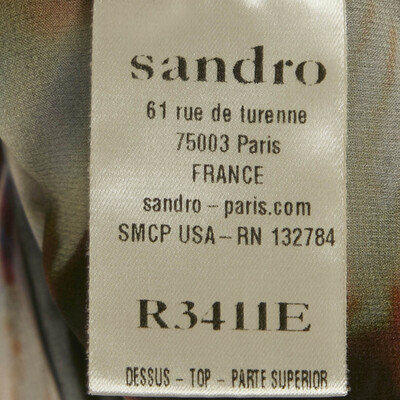 sandro
61 rue de turenne
75003 Paris
FRANCE
sandro-paris.com
SMCP USA-RN 132784
R3411E
DESSUS - TOP - PARTE SUPERIOR